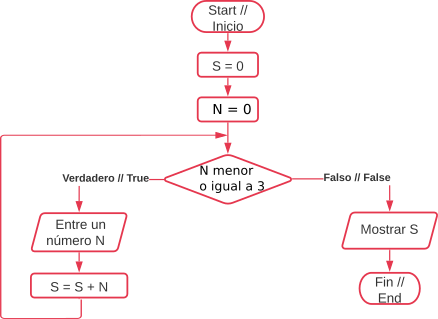 Start //
Inicio
S = 0
N = 0
N menor
o igual a 3
Verdadero // True
Falso // False
Entre un
número N
Mostrar S
S = S + N
Fin //
End